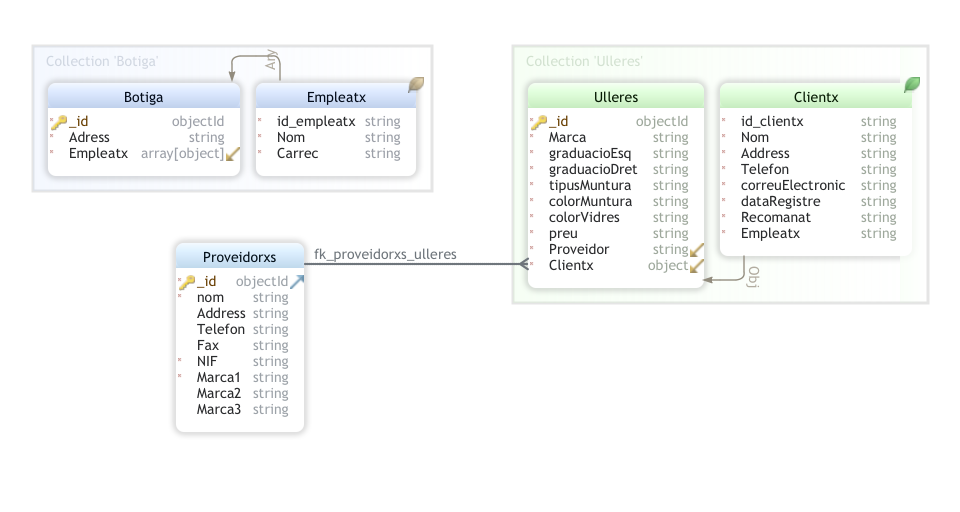 Collection 'Botiga'
Any
Botiga
_id objectId
Adress string
Empleatx array[object]
Empleatx
id_empleatx string
Nom string
Carrec string
Collection 'Ulleres'
Ulleres
_id objectId
Marca string
graduacioEsq string
graduacioDret string
tipusMuntura string
colorMuntura string
colorVidres string
preu string
Proveidor string
Clientx object
Clientx
id_clientx string
Nom string
Address string
Telefon string
correuElectronic string
dataRegistre string
Recomanat string
Empleatx string
Obj
fk_proveidorxs_ulleres
Proveidorxs
_id objectId
nom string
Address string
Telefon string
Fax string
NIF string
Marca1 string
Marca2 string
Marca3 string